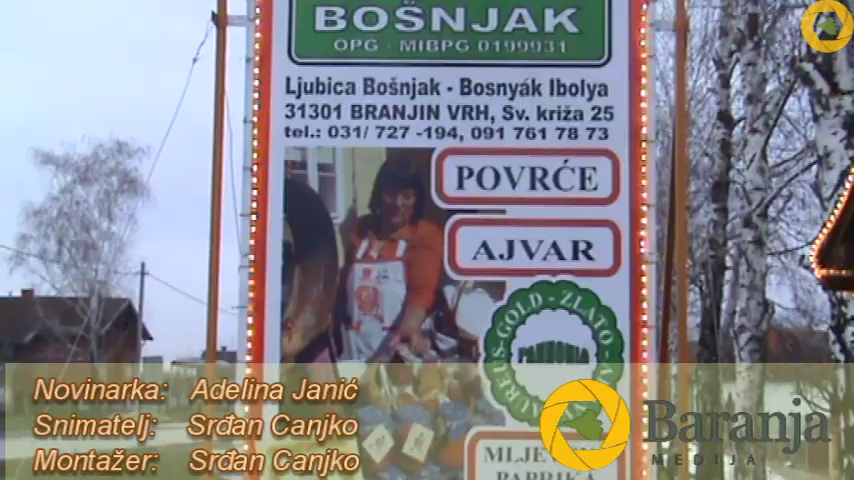 BOŠNJAK
OPG - MIBPG 0199931
Ljubica Bošnjak - Bosnyák Ibolya
31301 BRANJIN VRH, Sv. križa 25
tel.: 031/ 727 -194, 091 761 78 73
POVRĆE
AJVAR
AUREUS-GOLD-ZLATO
PANNONIA
MLJEVENA
PAPRIKA
Novinarka: Adelina Janić
Snimatelj: Srđan Canjko
Montažer: Srđan Canjko
Baranja
MEDIJA